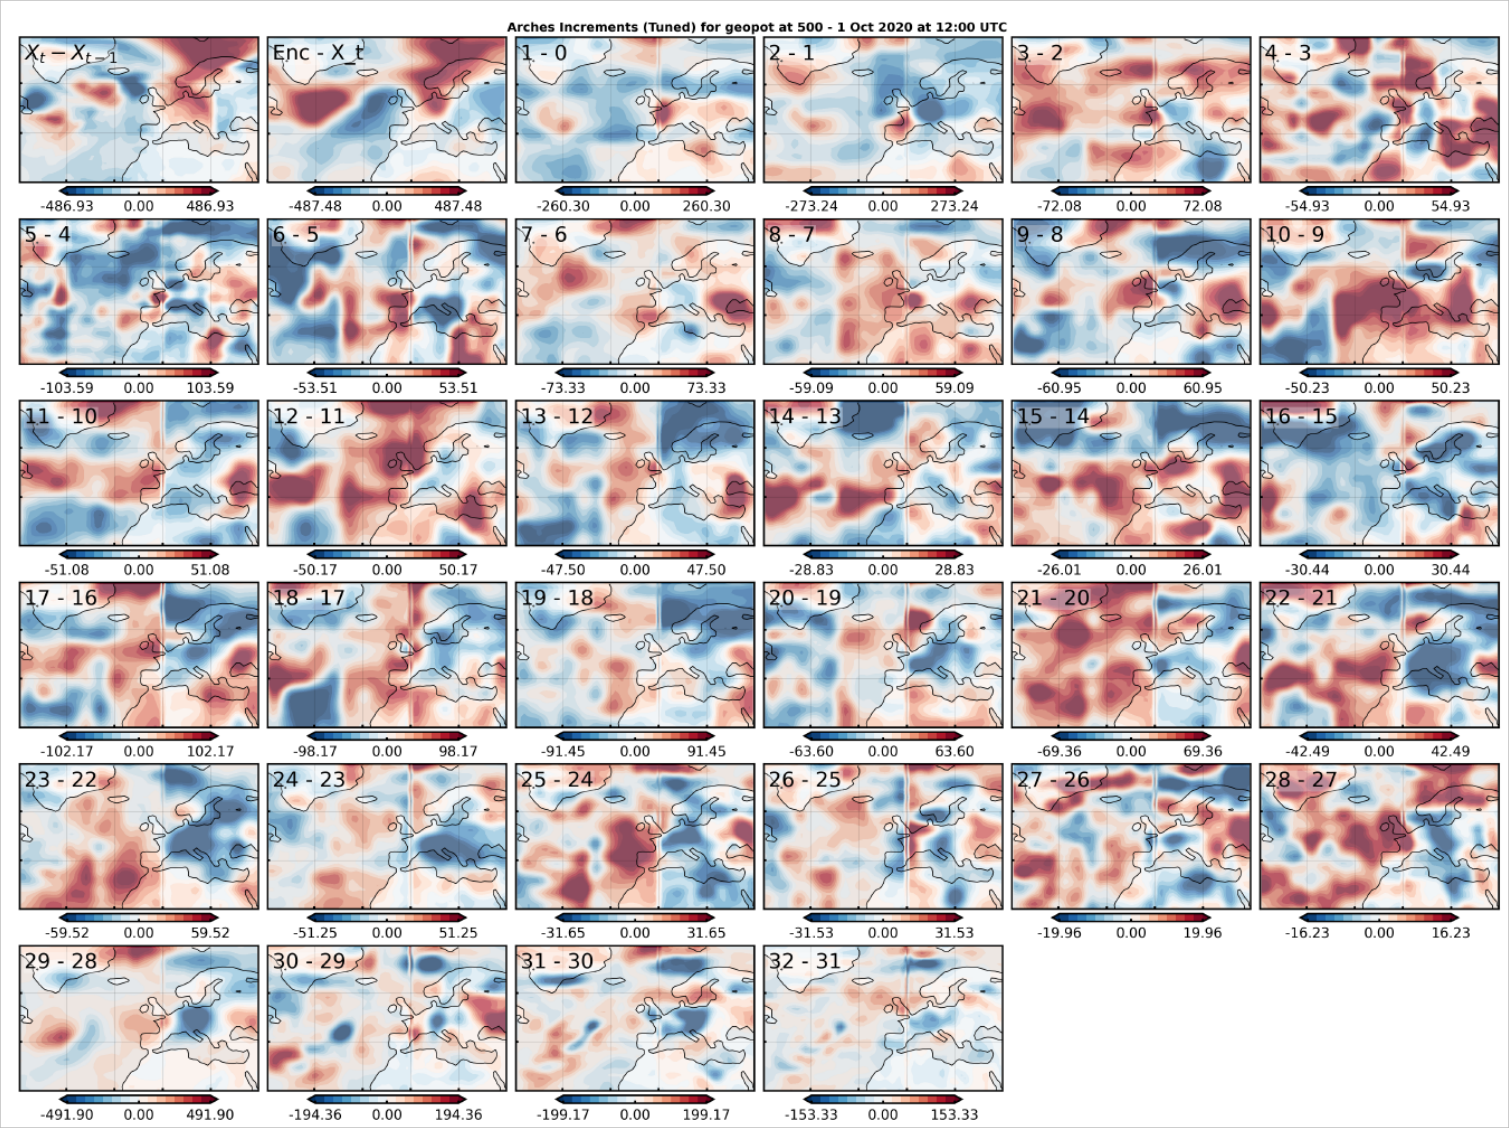 Arches Increments (Tuned) for geopot at 500 - 1 Oct 2020 at 12:00 UTC
X_t − X_{t−1} Enc - X_t 1 - 0 2 - 1 3 - 2 4 - 3
-486.93 0.00 486.93 -487.48 0.00 487.48 -260.30 0.00 260.30 -273.24 0.00 273.24 -72.08 0.00 72.08 -54.93 0.00 54.93
5 - 4 6 - 5 7 - 6 8 - 7 9 - 8 10 - 9
-103.59 0.00 103.59 -53.51 0.00 53.51 -73.33 0.00 73.33 -59.09 0.00 59.09 -60.95 0.00 60.95 -50.23 0.00 50.23
11 - 10 12 - 11 13 - 12 14 - 13 15 - 14 16 - 15
-51.08 0.00 51.08 -50.17 0.00 50.17 -47.50 0.00 47.50 -28.83 0.00 28.83 -26.01 0.00 26.01 -30.44 0.00 30.44
17 - 16 18 - 17 19 - 18 20 - 19 21 - 20 22 - 21
-102.17 0.00 102.17 -98.17 0.00 98.17 -91.45 0.00 91.45 -63.60 0.00 63.60 -69.36 0.00 69.36 -42.49 0.00 42.49
23 - 22 24 - 23 25 - 24 26 - 25 27 - 26 28 - 27
-59.52 0.00 59.52 -51.25 0.00 51.25 -31.65 0.00 31.65 -31.53 0.00 31.53 -19.96 0.00 19.96 -16.23 0.00 16.23
29 - 28 30 - 29 31 - 30 32 - 31
-491.90 0.00 491.90 -194.36 0.00 194.36 -199.17 0.00 199.17 -153.33 0.00 153.33